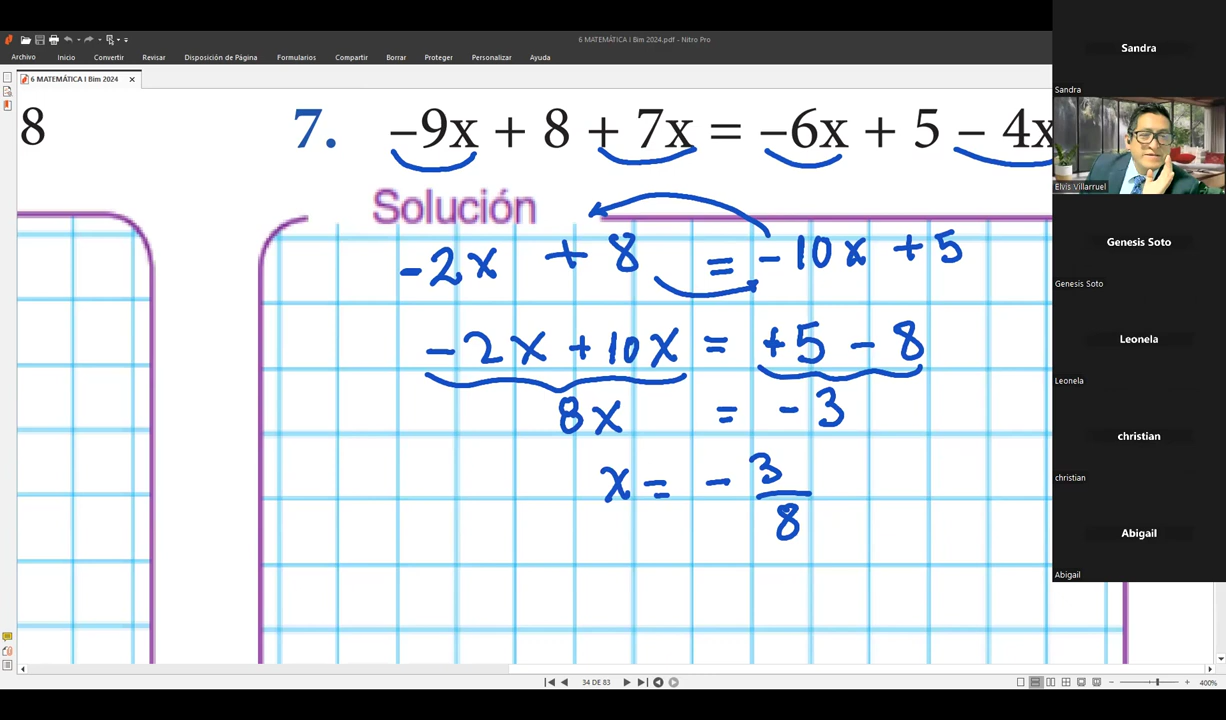 6 MATEMÁTICA I Bim 2024.pdf - Nitro Pro
Archivo Inicio Convertir Revisar Disposición de Página Formularios Compartir Borrar Proteger Personalizar Ayuda
6 MATEMÁTICA I Bim 2024
8
7. –9x + 8 + 7x = –6x + 5 – 4x
Solución
-2x + 8 = - 10x + 5
- 2x + 10x = +5 - 8
8x = - 3
x = - 3/8
34 DE 83
400%
Sandra
Sandra
Elvis Villarruel
Genesis Soto
Genesis Soto
Leonela
Leonela
christian
christian
Abigail
Abigail